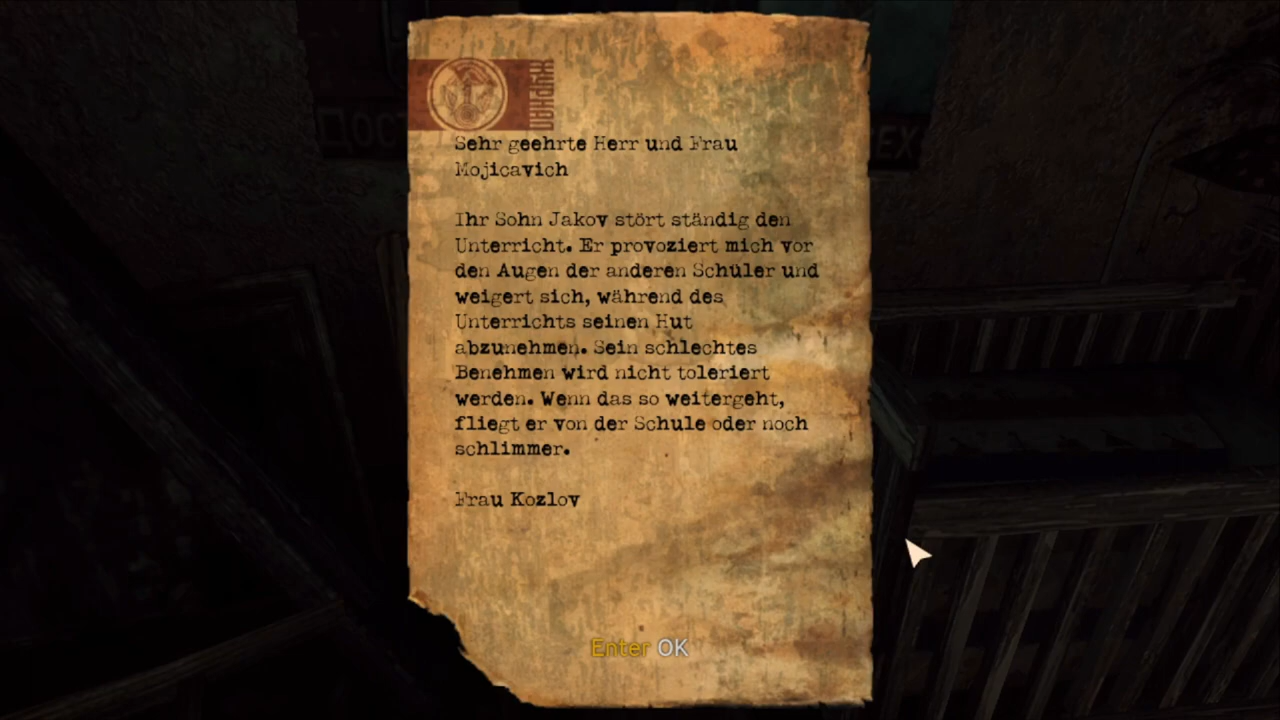 Sehr geehrte Herr und Frau
Mojicavich
Ihr Sohn Jakov stört ständig den
Unterricht. Er provoziert mich vor
den Augen der anderen Schüler und
weigert sich, während des
Unterrichts seinen Hut
abzunehmen. Sein schlechtes
Benehmen wird nicht toleriert
werden. Wenn das so weitergeht,
fliegt er von der Schule oder noch
schlimmer.
Frau Kozlov
Enter OK